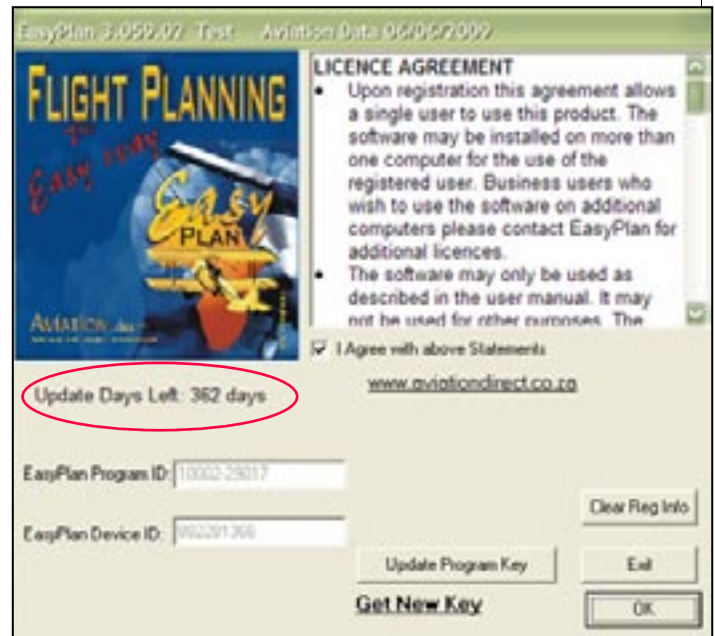 EasyPlan 3.059.07 Test Aviation Data 06/06/2007
FLIGHT PLANNING
The
Easy way
Easy
PLAN
AVIATION
LICENCE AGREEMENT
• Upon registration this agreement allows
a single user to use this product. The
software may be installed on more than
one computer for the use of the
registered user. Business users who
wish to use the software on additional
computers please contact EasyPlan for
additional licences.
• The software may only be used as
described in the user manual. It may
not be used for other purposes. The
I Agree with above Statements
Update Days Left: 362 days
www.aviationdirect.co.za
EasyPlan Program ID: 10002-29017
EasyPlan Device ID:
Clear Reg Info
Update Program Key
Exit
Get New Key
OK